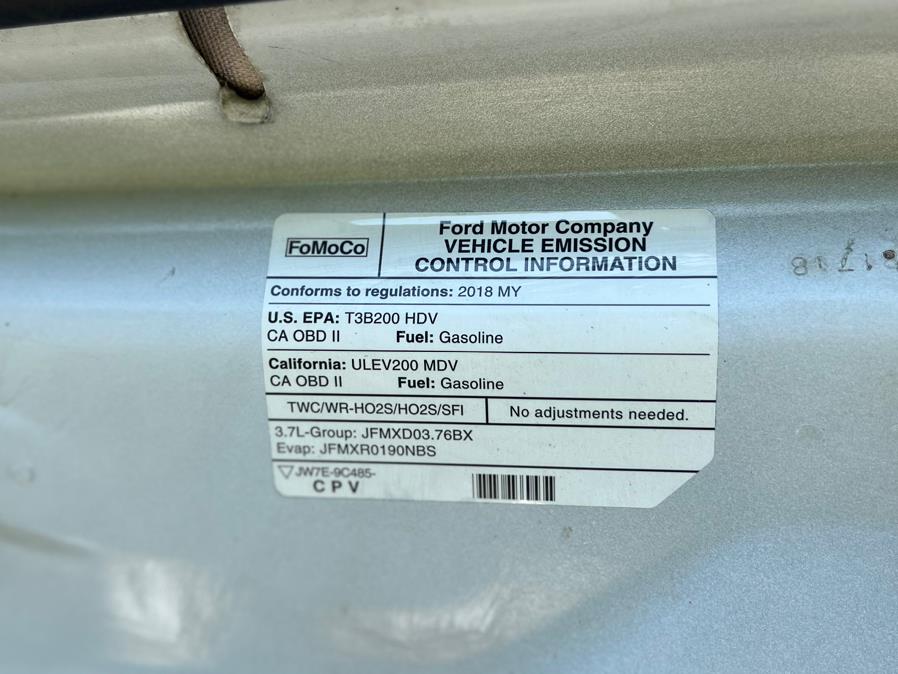 FoMoCo
Ford Motor Company
VEHICLE EMISSION
CONTROL INFORMATION
Conforms to regulations: 2018 MY
U.S. EPA: T3B200 HDV
CA OBD II Fuel: Gasoline
California: ULEV200 MDV
CA OBD II Fuel: Gasoline
TWC/WR-HO2S/HO2S/SFI
No adjustments needed.
3.7L-Group: JFMXD03.76BX
Evap: JFMXR0190NBS
JW7E-9C485-
CPV